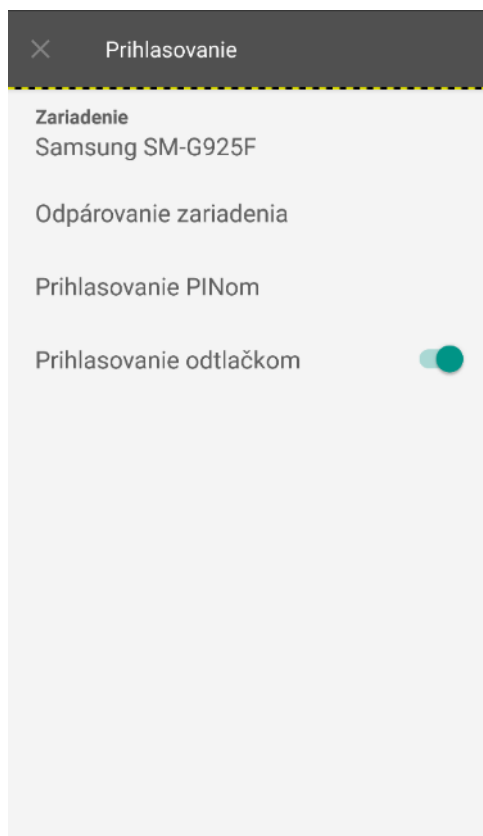 Prihlasovanie
Zariadenie
Samsung SM-G925F
Odpárovanie zariadenia
Prihlasovanie PINom
Prihlasovanie odtlačkom